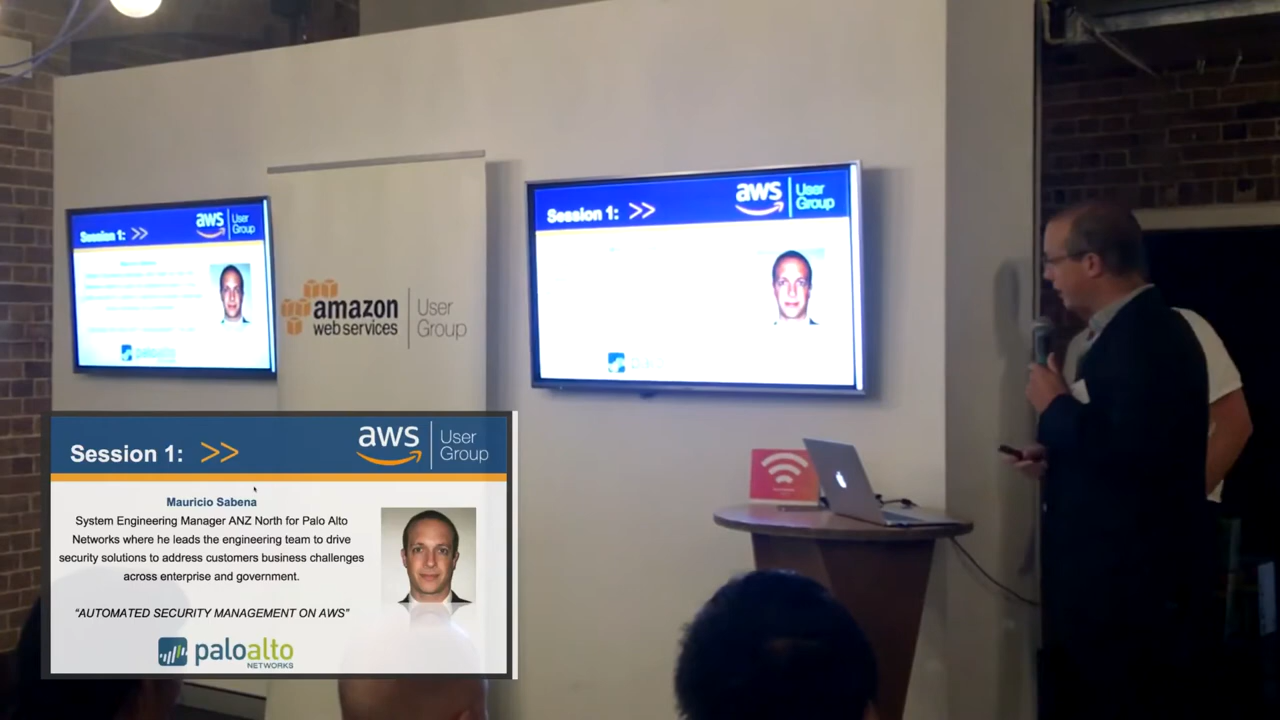 Session 1: >>
aws
User
Group
Session 1: >>
aws
User
Group
amazon
web services
User
Group
Session 1: >>
aws
User
Group
Mauricio Sabena
System Engineering Manager ANZ North for Palo Alto
Networks where he leads the engineering team to drive
security solutions to address customers business challenges
across enterprise and government.
“AUTOMATED SECURITY MANAGEMENT ON AWS”
paloalto
NETWORKS